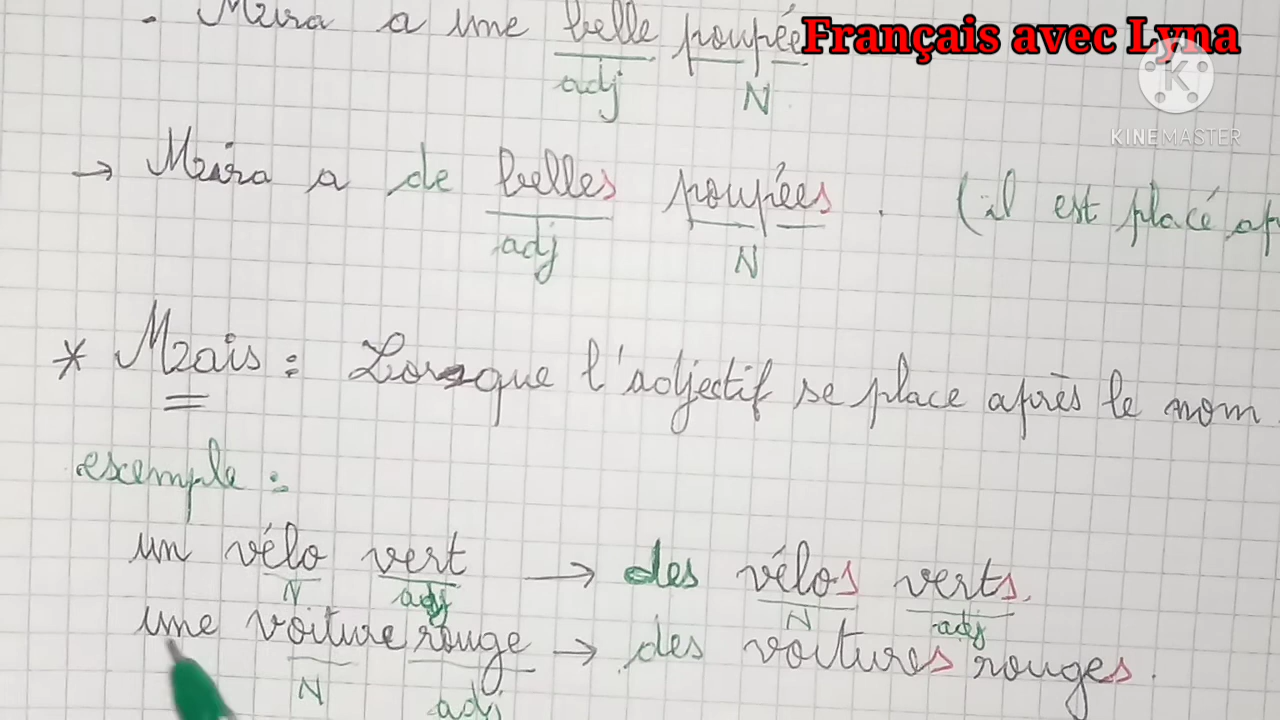 . Mira a une belle poupée
Français avec Lyna
adj N
KINEMASTER
→ Mira a de belles poupées . (il est placé
adj N
* Mais : Lorsque l'adjectif se place après le nom.
exemple :
un vélo vert → des vélos verts.
N adj N adj
une voiture rouge → des voitures rouges.
N adj